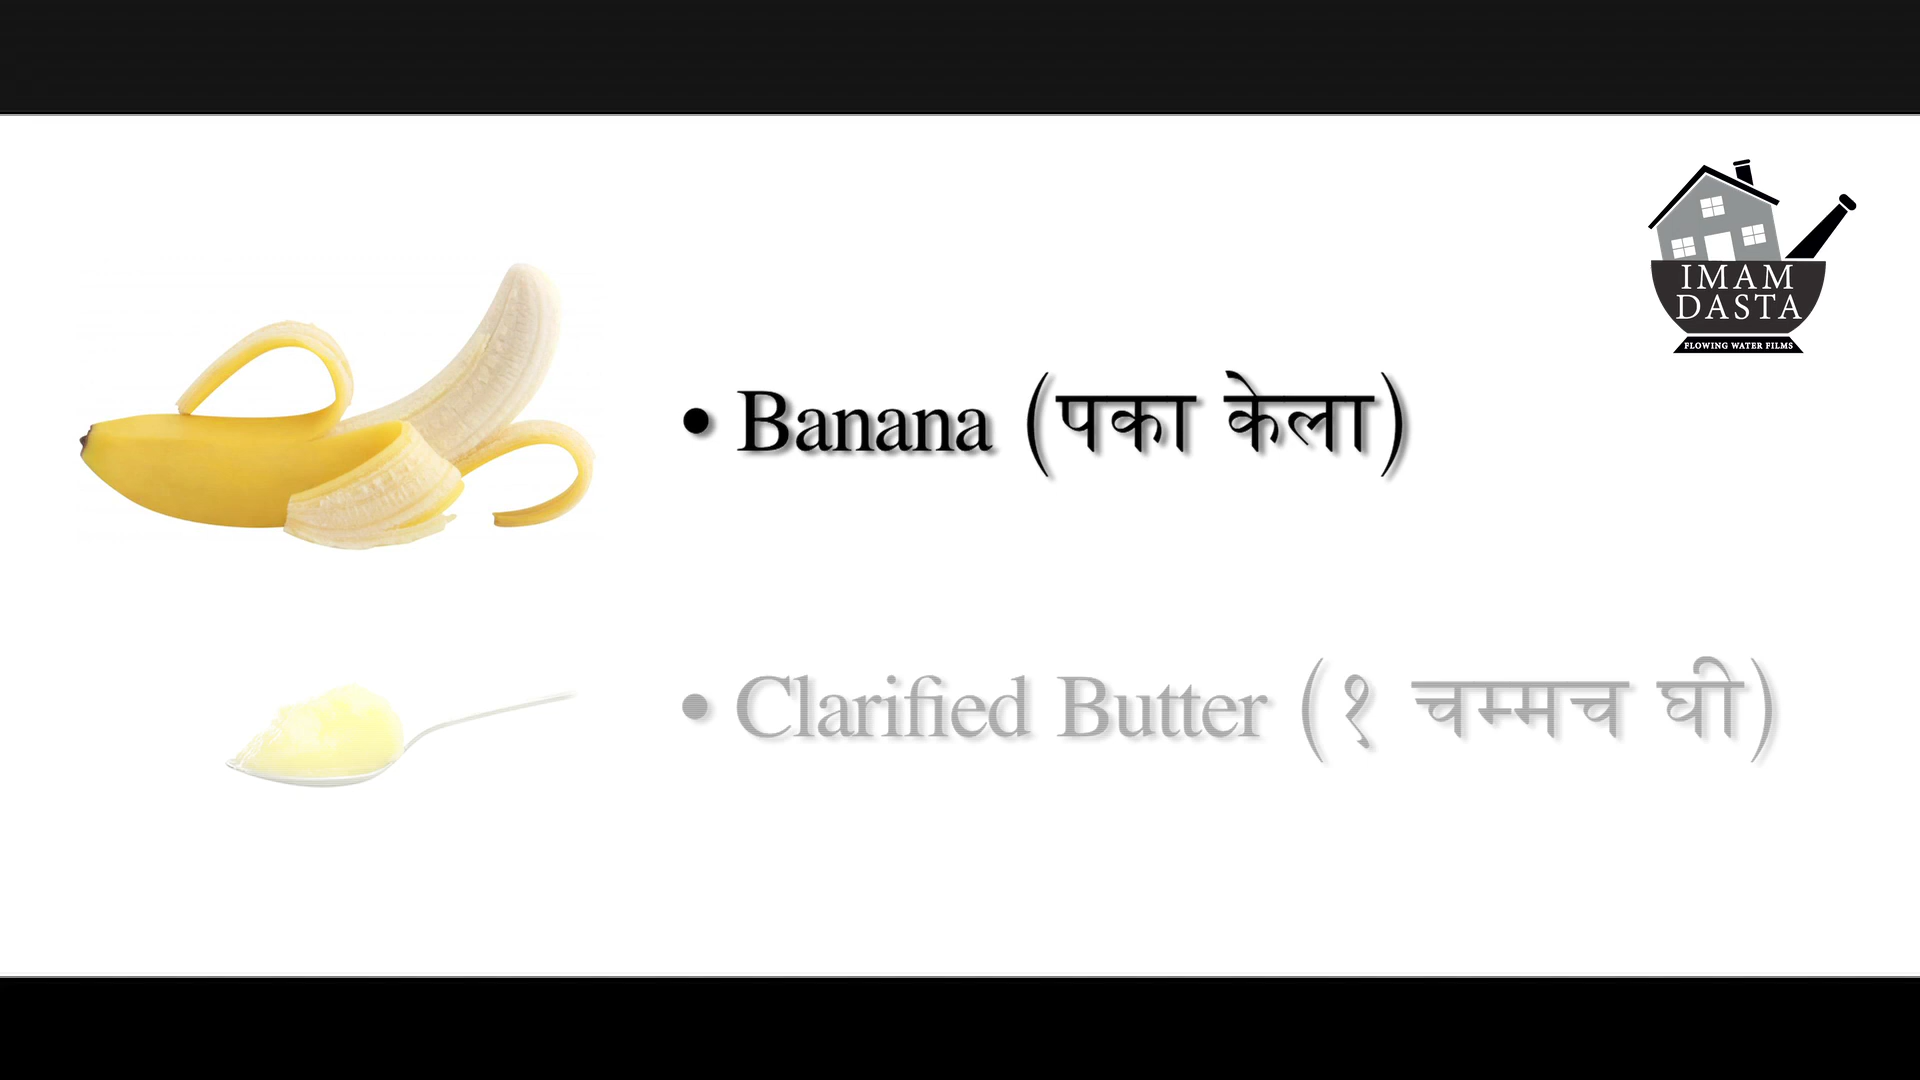 IMAM
DASTA
FLOWING WATER FILMS
• Banana (पका केला)
• Clarified Butter (१ चम्मच घी)